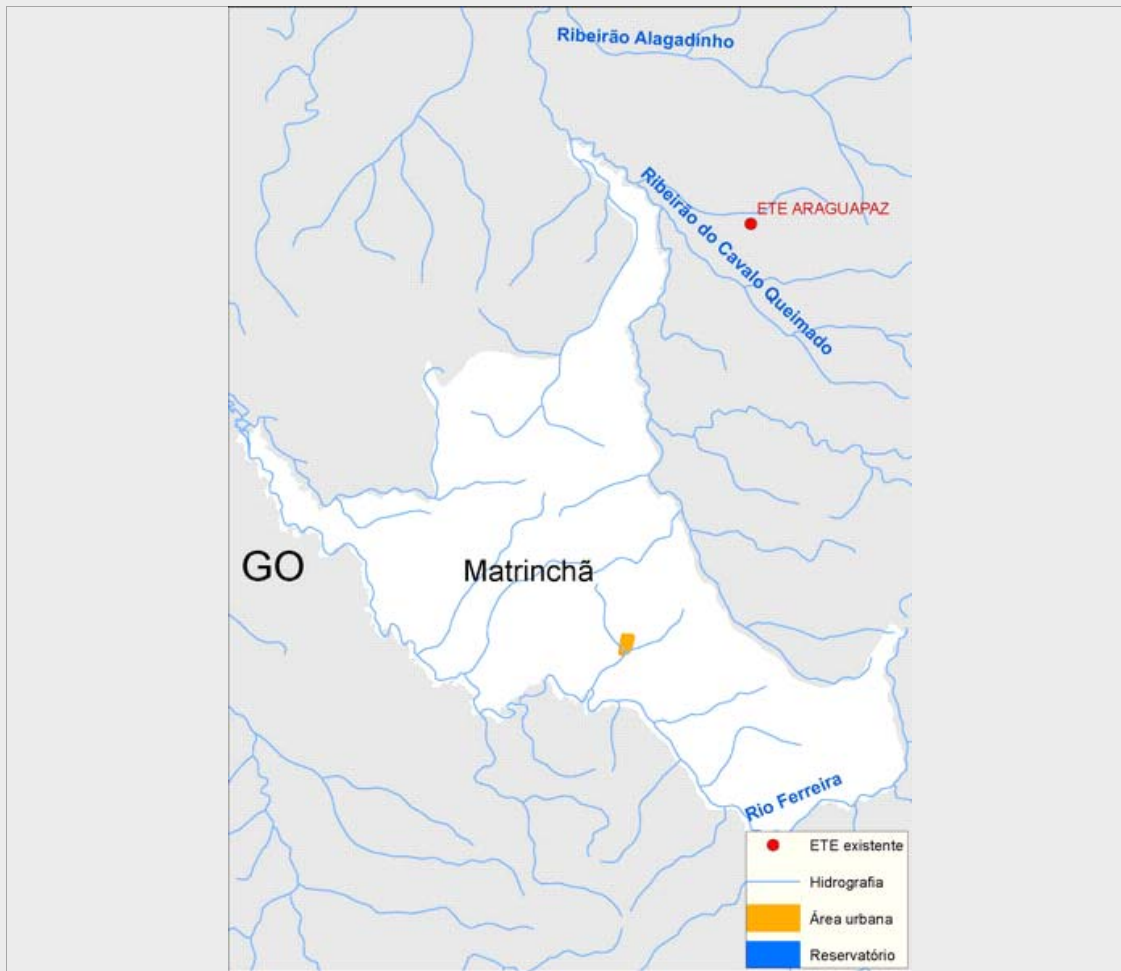 Ribeirão Alagadinho
Ribeirão do Cavalo Queimado
ETE ARAGUAPAZ
GO
Matrinchã
Rio Ferreira
ETE existente
Hidrografia
Área urbana
Reservatório